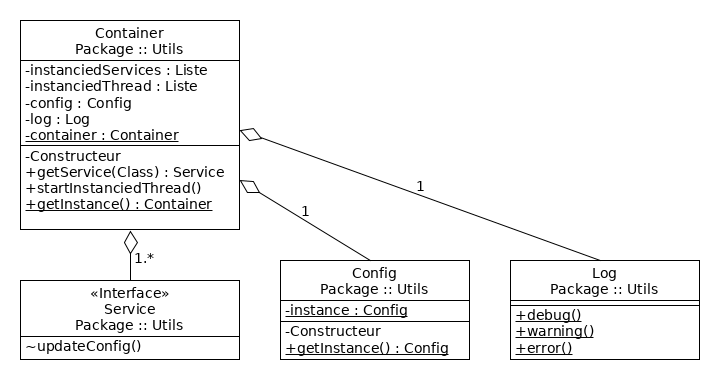 Container
Package :: Utils
-instanciedServices : Liste
-instanciedThread : Liste
-config : Config
-log : Log
-container : Container
-Constructeur
+getService(Class) : Service
+startInstanciedThread()
+getInstance() : Container
1
1
1.*
«Interface»
Service
Package :: Utils
~updateConfig()
Config
Package :: Utils
-instance : Config
-Constructeur
+getInstance() : Config
Log
Package :: Utils
+debug()
+warning()
+error()